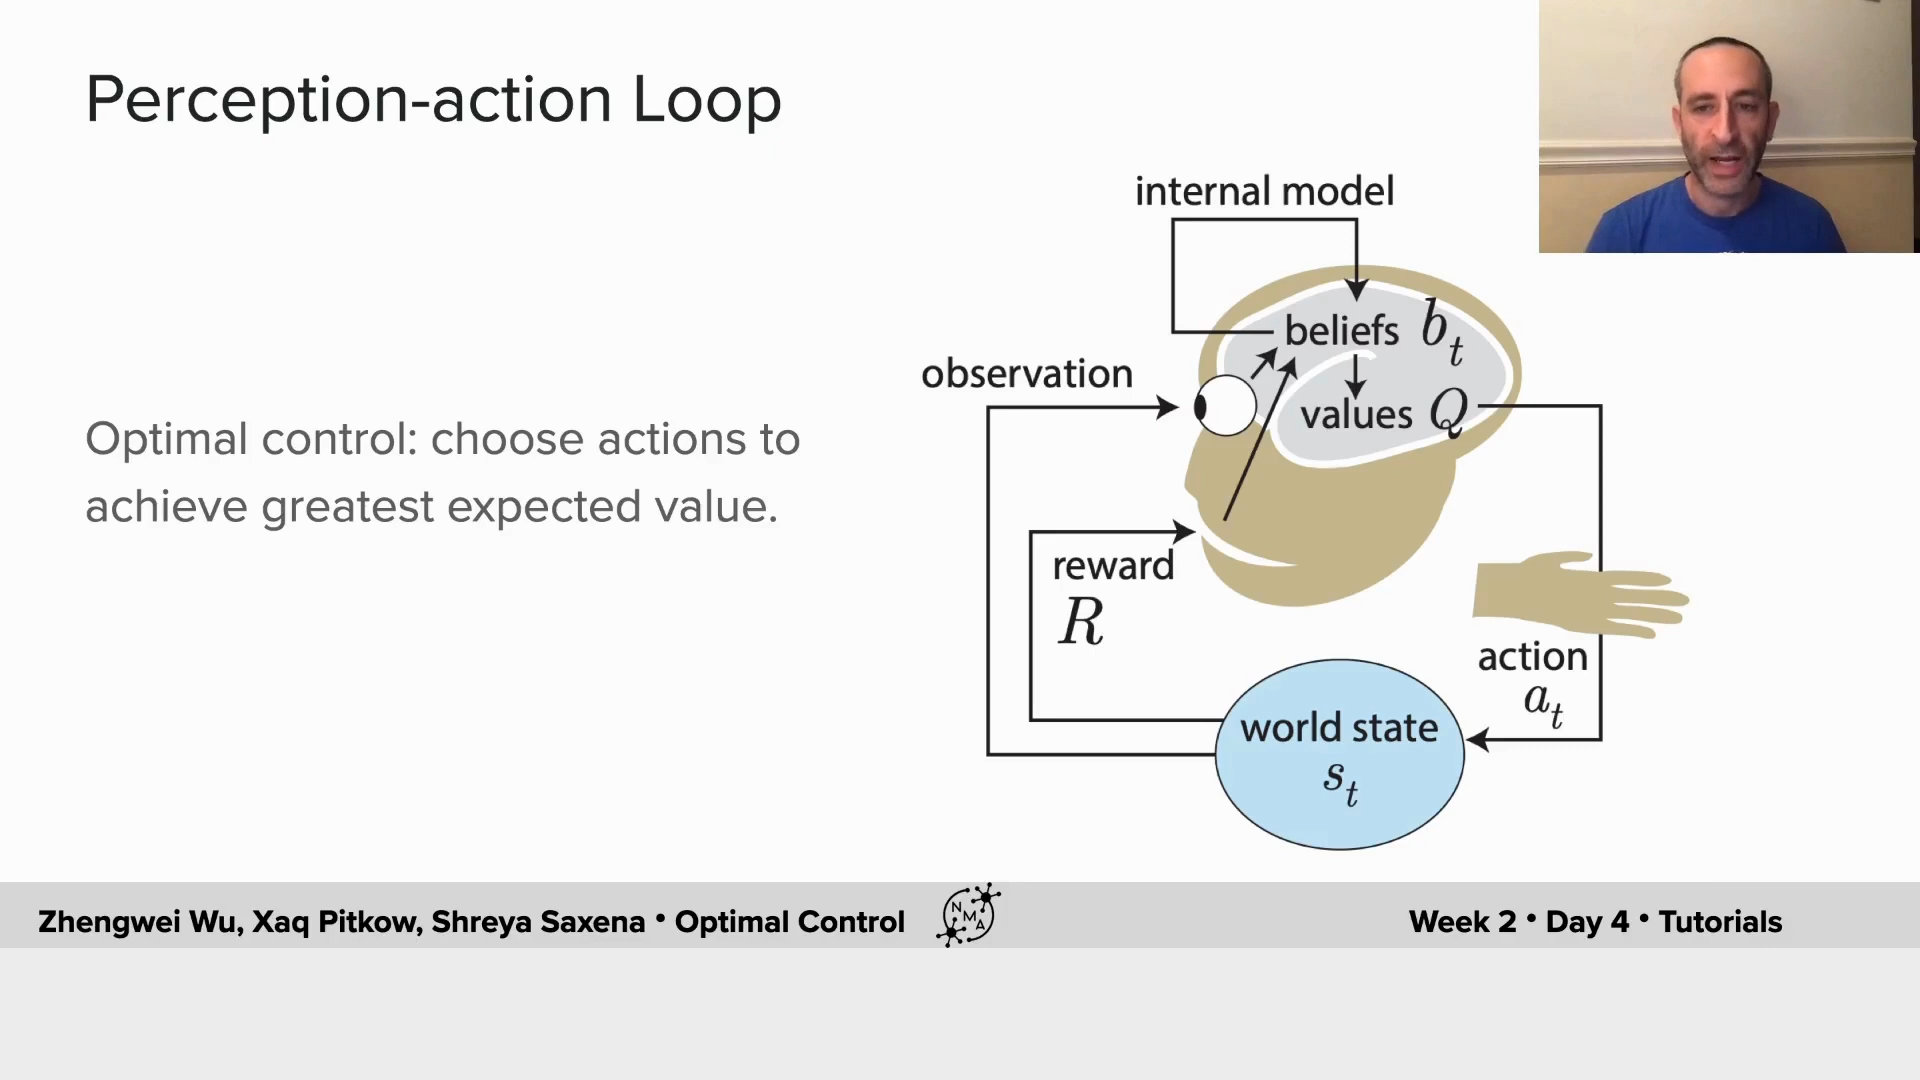 Perception-action Loop
internal model
beliefs b_t
observation
values Q
Optimal control: choose actions to
achieve greatest expected value.
reward
R
action
a_t
world state
s_t
Zhengwei Wu, Xaq Pitkow, Shreya Saxena • Optimal Control
NMA
Week 2 • Day 4 • Tutorials